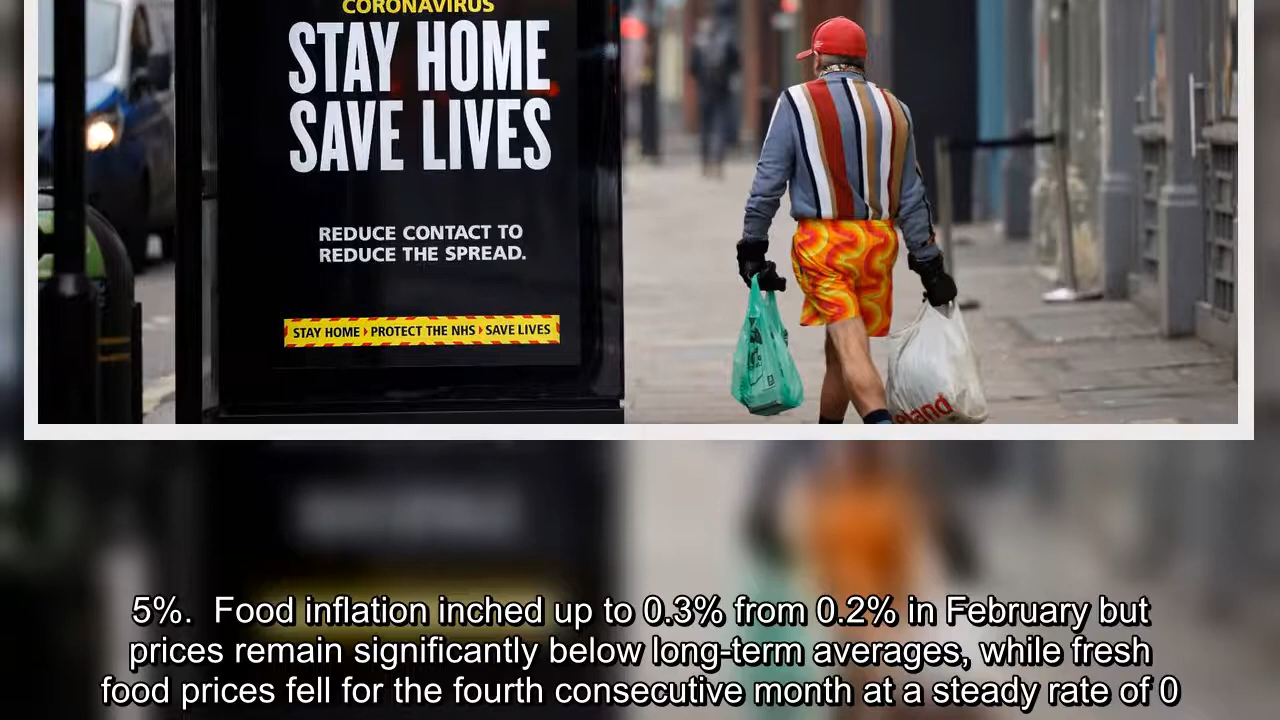 CORONAVIRUS
STAY HOME
SAVE LIVES
REDUCE CONTACT TO
REDUCE THE SPREAD.
STAY HOME PROTECT THE NHS SAVE LIVES
land
5%. Food inflation inched up to 0.3% from 0.2% in February but
prices remain significantly below long-term averages, while fresh
food prices fell for the fourth consecutive month at a steady rate of 0